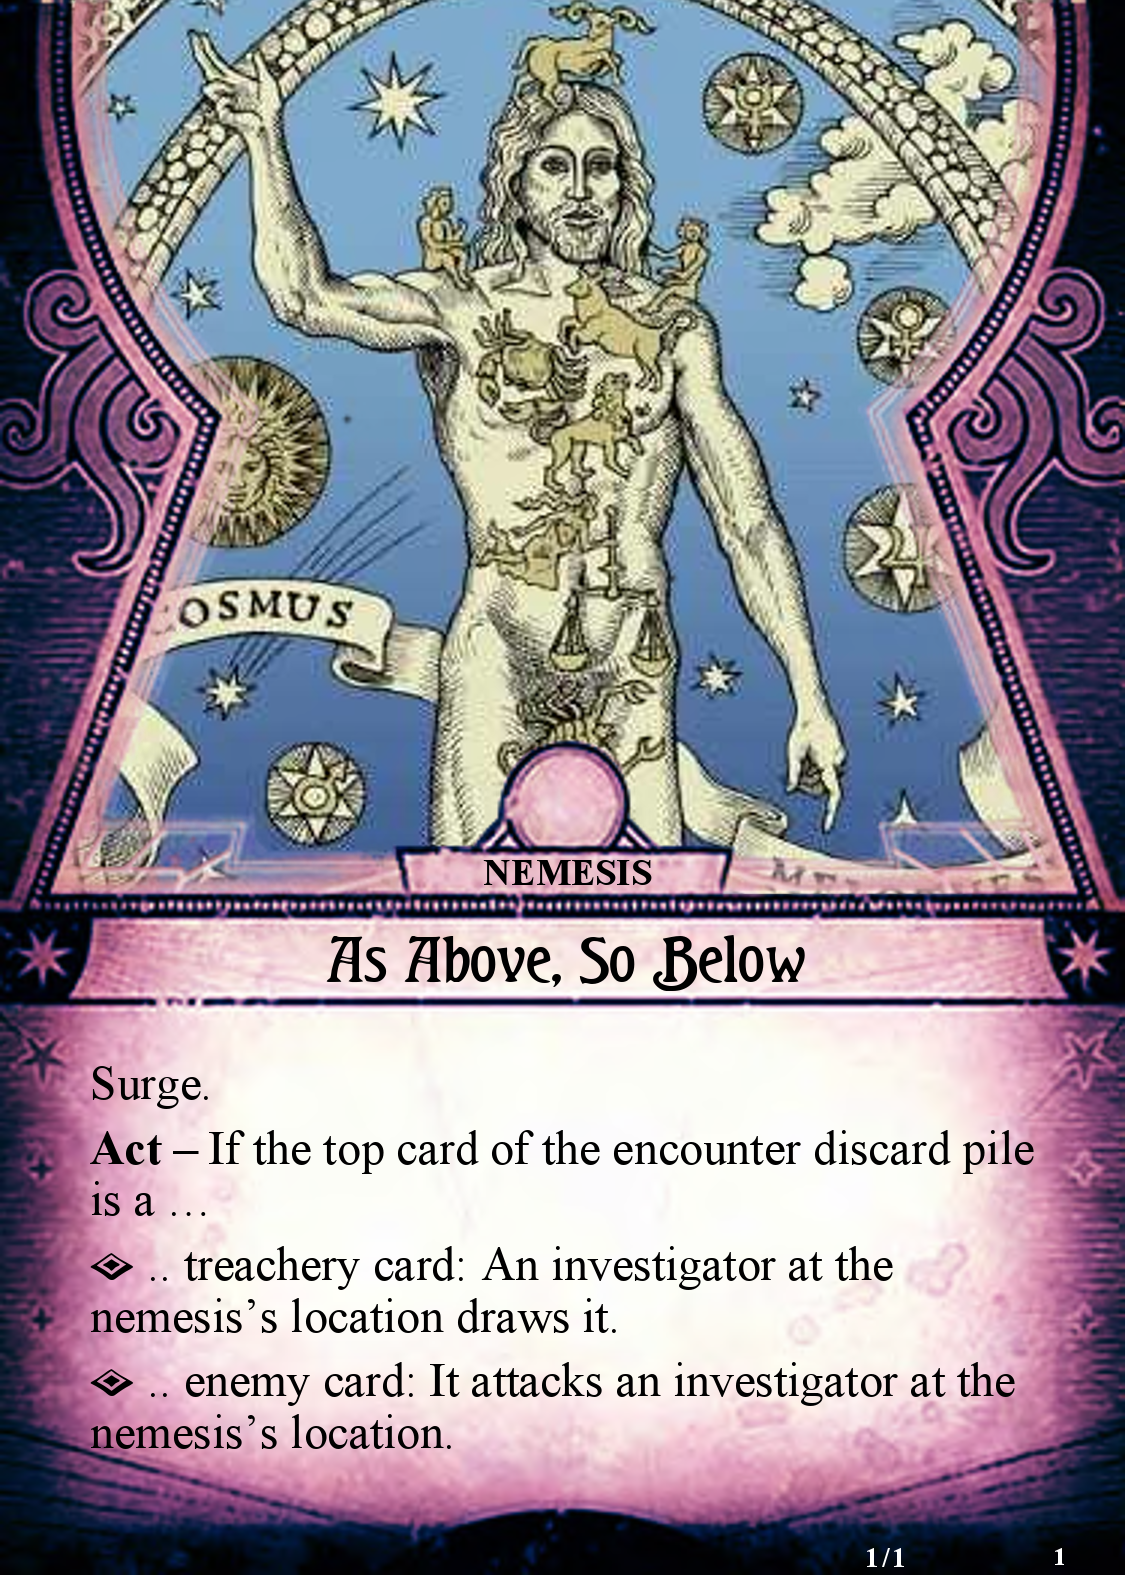 OSMUS
NEMESIS
As Above, So Below
Surge.
Act – If the top card of the encounter discard pile
is a …
.. treachery card: An investigator at the
nemesis’s location draws it.
.. enemy card: It attacks an investigator at the
nemesis’s location.
1/1
1